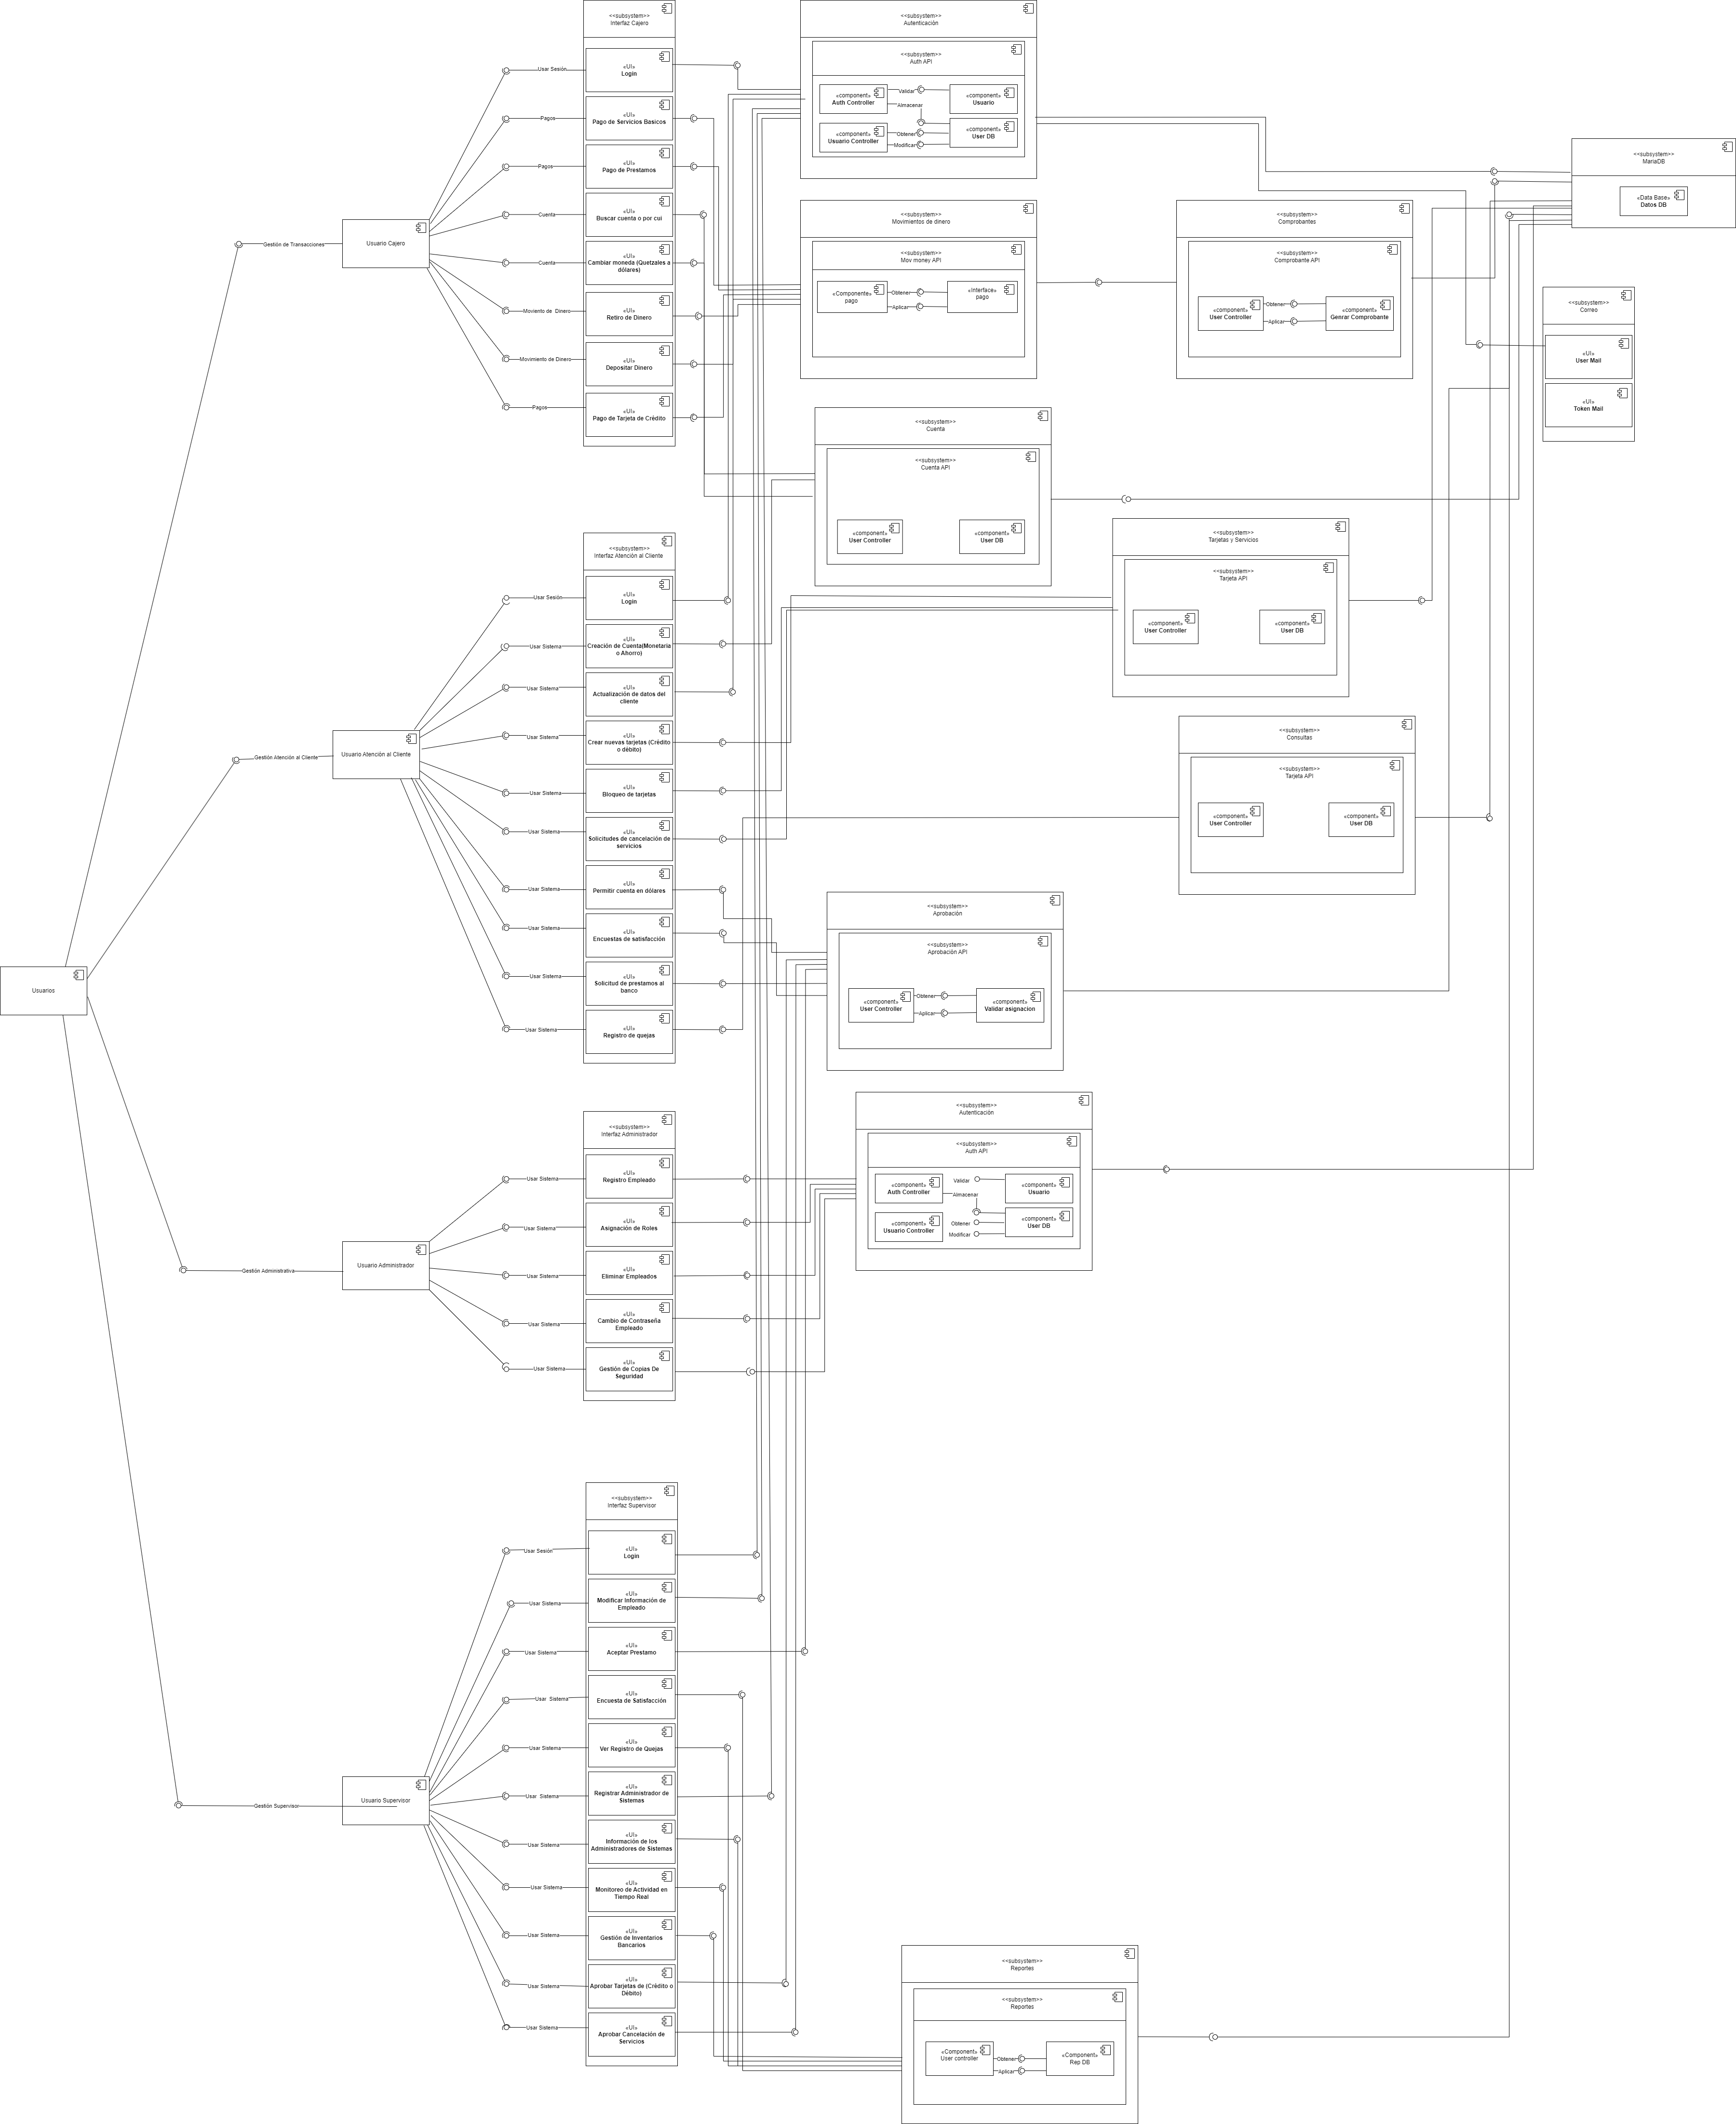 Usuarios
Gestión de Transacciones
Usuario Cajero
Usar Sesión
Pagos
Pagos
Cuenta
Cuenta
Moviento de  Dinero
Movimiento de Dinero
Pagos
<<subsystem>>
Interfaz Cajero
«UI»
Login
«UI»
Pago de Servicios Basicos
«UI»
Pago de Prestamos
«UI»
Buscar cuenta o por cui
«UI»
Cambiar moneda (Quetzales a
dólares)
«UI»
Retiro de Dinero
«UI»
Depositar Dinero
«UI»
Pago de Tarjeta de Crédito
Gestión Atención al Cliente
Usuario Atención al Cliente
Usar Sesión
Usar Sistema
Usar Sistema
Usar Sistema
Usar Sistema
Usar Sistema
Usar Sistema
Usar Sistema
Usar Sistema
Usar Sistema
<<subsystem>>
Interfaz Atención al Cliente
«UI»
Login
«UI»
Creación de Cuenta(Monetaria
o Ahorro)
«UI»
Actualización de datos del
cliente
«UI»
Crear nuevas tarjetas (Crédito
o débito)
«UI»
Bloqueo de tarjetas
«UI»
Solicitudes de cancelación de
servicios
«UI»
Permitir cuenta en dólares
«UI»
Encuestas de satisfacción
«UI»
Solicitud de prestamos al
banco
«UI»
Registro de quejas
Gestión Administrativa
Usuario Administrador
Usar Sistema
Usar Sistema
Usar Sistema
Usar Sistema
Usar Sistema
<<subsystem>>
Interfaz Administrador
«UI»
Registro Empleado
«UI»
Asignación de Roles
«UI»
Eliminar Empleados
«UI»
Cambio de Contraseña
Empleado
«UI»
Gestión de Copias De
Seguridad
Gestión Supervisor
Usuario Supervisor
Usar Sesión
Usar Sistema
Usar Sistema
Usar  Sistema
Usar Sistema
Usar  Sistema
Usar Sistema
Usar Sistema
Usar Sistema
Usar Sistema
Usar Sistema
<<subsystem>>
Interfaz Supervisor
«UI»
Login
«UI»
Modificar Información de
Empleado
«UI»
Aceptar Prestamo
«UI»
Encuesta de Satisfacción
«UI»
Ver Registro de Quejas
«UI»
Registrar Administrador de
Sistemas
«UI»
Información de los
Administradores de Sistemas
«UI»
Monitoreo de Actividad en
Tiempo Real
«UI»
Gestión de Inventarios
Bancarios
«UI»
Aprobar Tarjetas de (Crédito o
Débito)
«UI»
Aprobar Cancelación de
Servicios
<<subsystem>>
Autenticación
<<subsystem>>
Auth API
«component»
Auth Controller
Validar
Almacenar
«component»
Usuario
«component»
Usuario Controller
Obtener
Modificar
«component»
User DB
<<subsystem>>
Movimientos de dinero
<<subsystem>>
Mov money API
«Componente»
pago
Obtener
Aplicar
«Interface»
pago
<<subsystem>>
Comprobantes
<<subsystem>>
Comprobante API
«component»
User Controller
Obtener
Aplicar
«component»
Genrar Comprobante
<<subsystem>>
MariaDB
«Data Base»
Datos DB
<<subsystem>>
Correo
«UI»
User Mail
«UI»
Token Mail
<<subsystem>>
Cuenta
<<subsystem>>
Cuenta API
«component»
User Controller
«component»
User DB
<<subsystem>>
Tarjetas y Servicios
<<subsystem>>
Tarjeta API
«component»
User Controller
«component»
User DB
<<subsystem>>
Consultas
<<subsystem>>
Tarjeta API
«component»
User Controller
«component»
User DB
<<subsystem>>
Aprobación
<<subsystem>>
Aprobación API
«component»
User Controller
Obtener
Aplicar
«component»
Validar asignacion
<<subsystem>>
Autenticación
<<subsystem>>
Auth API
«component»
Auth Controller
Validar
Almacenar
«component»
Usuario
«component»
Usuario Controller
Obtener
Modificar
«component»
User DB
<<subsystem>>
Reportes
<<subsystem>>
Reportes
«Component»
User controller
Obtener
Aplicar
«Component»
Rep DB